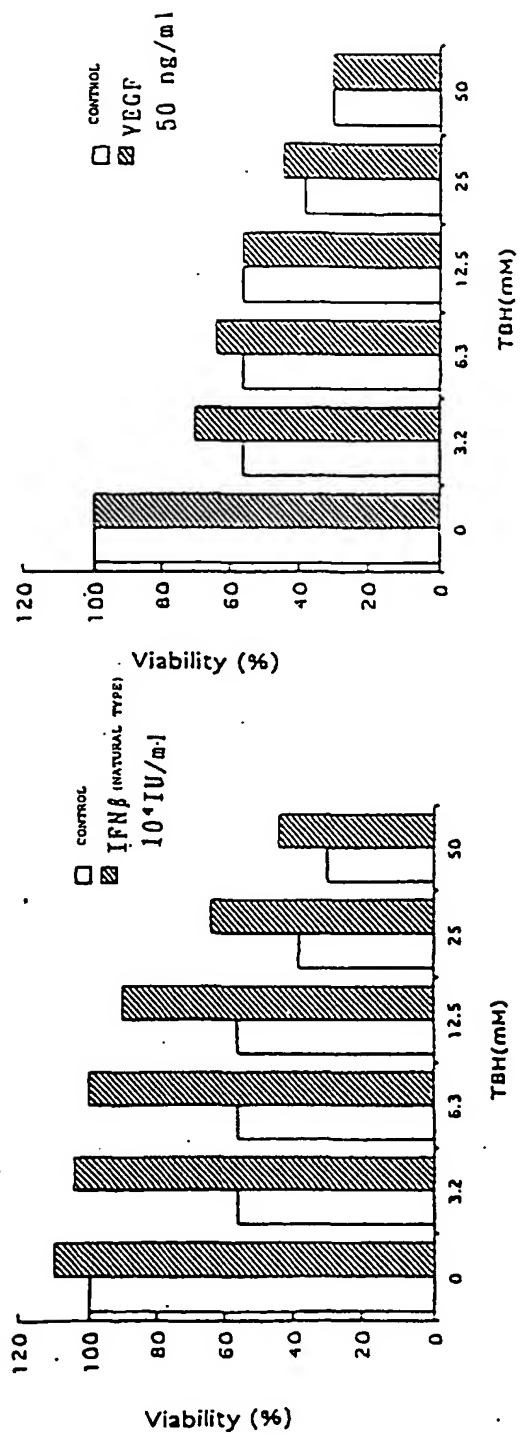 120
100
80
60
40
20
0
Viability (%)
CONTROL
IFNβ (NATURAL TYPE)
10⁴IU/ml
0
3.2
6.3
12.5
25
50
TBH(mM)
120
100
80
60
40
20
0
Viability (%)
CONTROL
VEGF
50 ng/ml
0
3.2
6.3
12.5
25
50
TBH(mM)